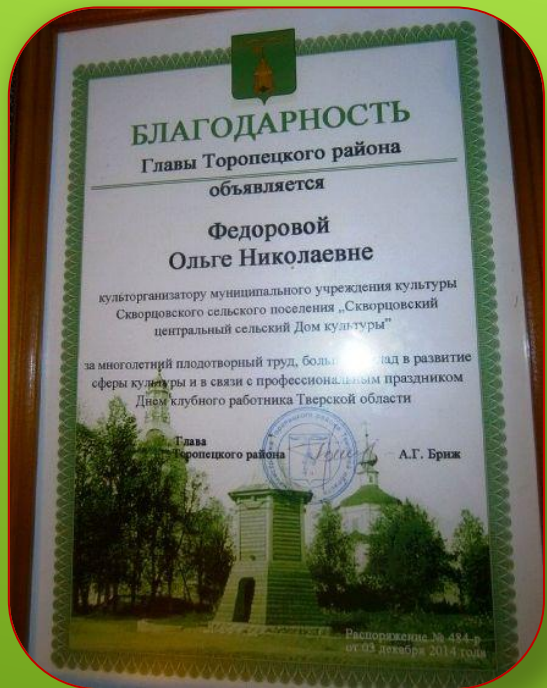 БЛАГОДАРНОСТЬ
Главы Торопецкого района
объявляется
Федоровой
Ольге Николаевне
культорганизатору муниципального учреждения культуры
Скворцовского сельского поселения „Скворцовский
центральный сельский Дом культуры”
за многолетний плодотворный труд, в развитие
сферы культуры и в связи с профессиональным праздником
Днем клубного работника Тверской области
Глава
Торопецкого района А.Г. Бриж
Распоряжение № 484-р
от 03 декабря 2014 года